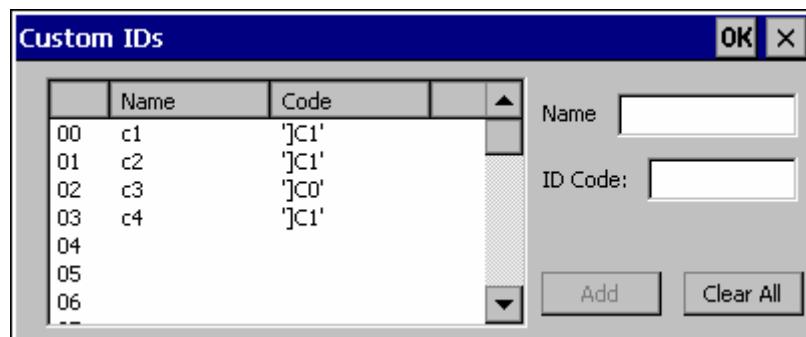 Custom IDs OK ×
Name Code
00 c1 ']C1'
01 c2 ']C1'
02 c3 ']C0'
03 c4 ']C1'
04
05
06
Name
ID Code:
Add Clear All